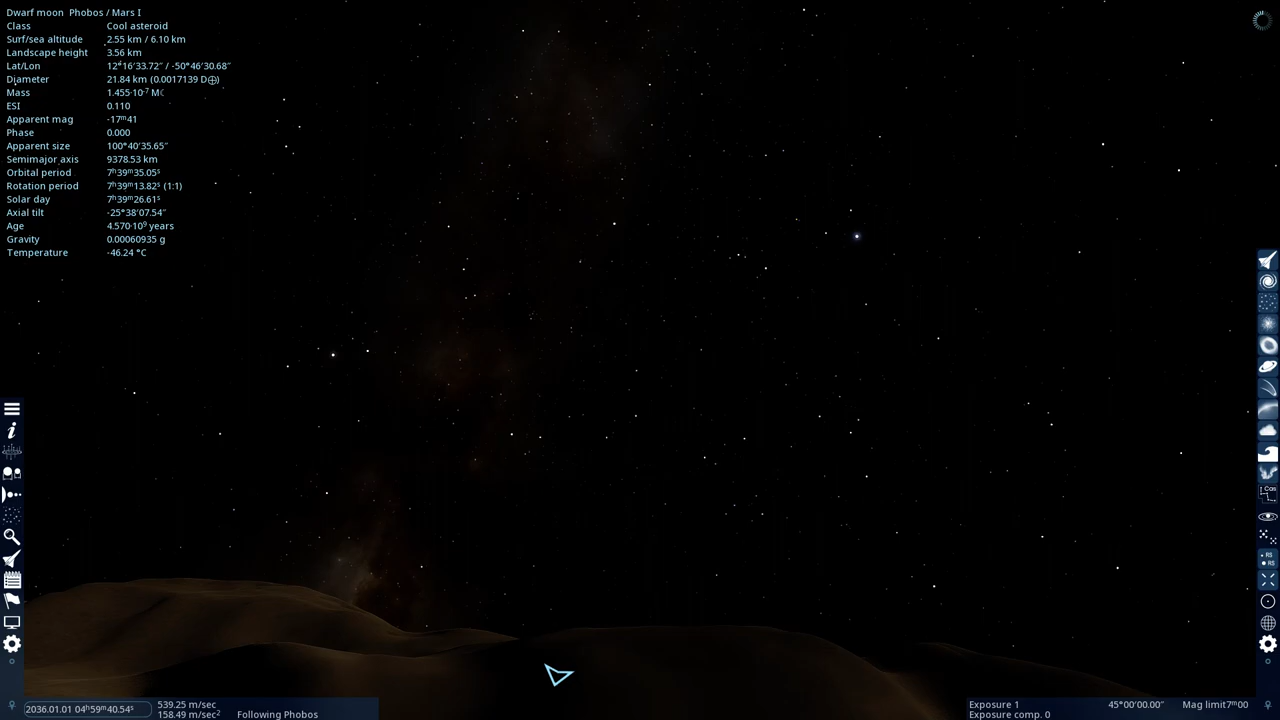 Dwarf moon Phobos / Mars I
Class Cool asteroid
Surf/sea altitude 2.55 km / 6.10 km
Landscape height 3.56 km
Lat/Lon 12°16′33.72″ / -50°46′30.68″
Diameter 21.84 km (0.0017139 D⊕)
Mass 1.455·10⁻⁷ M☾
ESI 0.110
Apparent mag -17ᵐ41
Phase 0.000
Apparent size 100°40′35.65″
Semimajor axis 9378.53 km
Orbital period 7ʰ39ᵐ35.05ˢ
Rotation period 7ʰ39ᵐ13.82ˢ (1:1)
Solar day 7ʰ39ᵐ26.61ˢ
Axial tilt -25°38′07.54″
Age 4.570·10⁹ years
Gravity 0.00060935 g
Temperature -46.24 °C
Cas
RS
RS
2036.01.01 04ʰ59ᵐ40.54ˢ
539.25 m/sec
158.49 m/sec² Following Phobos
Exposure 1 45°00′00.00″ Mag limit7ᵐ00
Exposure comp. 0